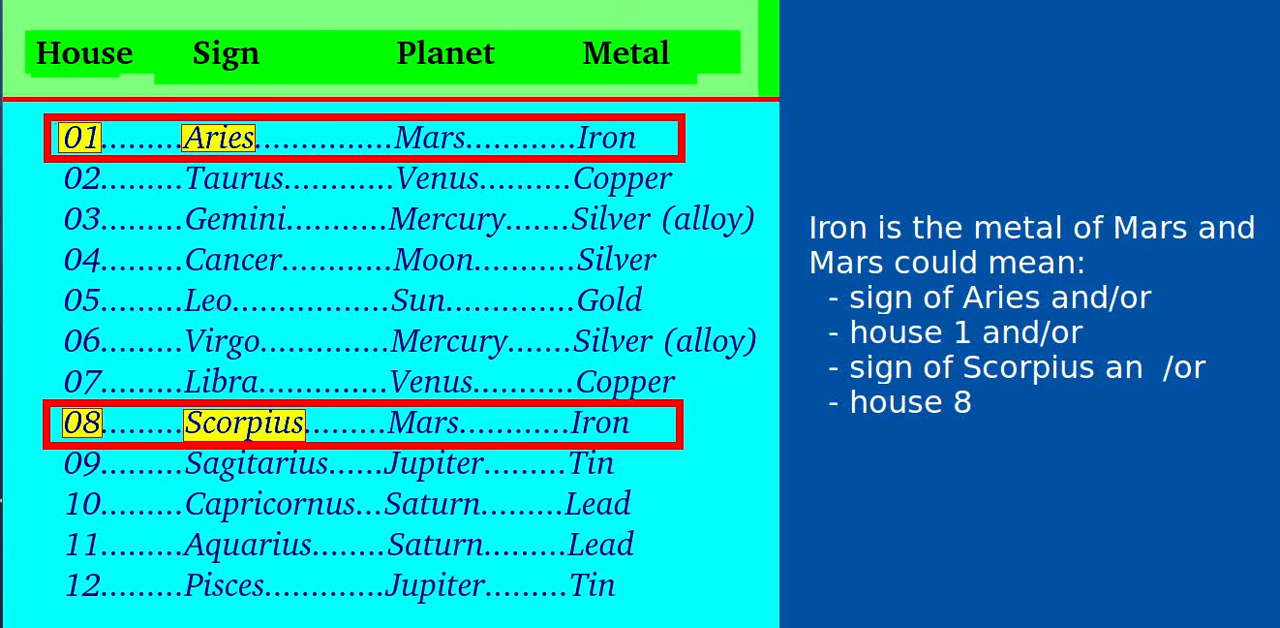 House Sign Planet Metal
01.........Aries...............Mars............Iron
02.........Taurus............Venus..........Copper
03.........Gemini...........Mercury.......Silver (alloy)
04.........Cancer............Moon...........Silver
05.........Leo..................Sun...............Gold
06.........Virgo...............Mercury.......Silver (alloy)
07.........Libra...............Venus...........Copper
08.........Scorpius.........Mars............Iron
09.........Sagitarius......Jupiter.........Tin
10.........Capricornus...Saturn.........Lead
11.........Aquarius........Saturn.........Lead
12.........Pisces.............Jupiter.........Tin
Iron is the metal of Mars and
Mars could mean:
- sign of Aries and/or
- house 1 and/or
- sign of Scorpius an /or
- house 8